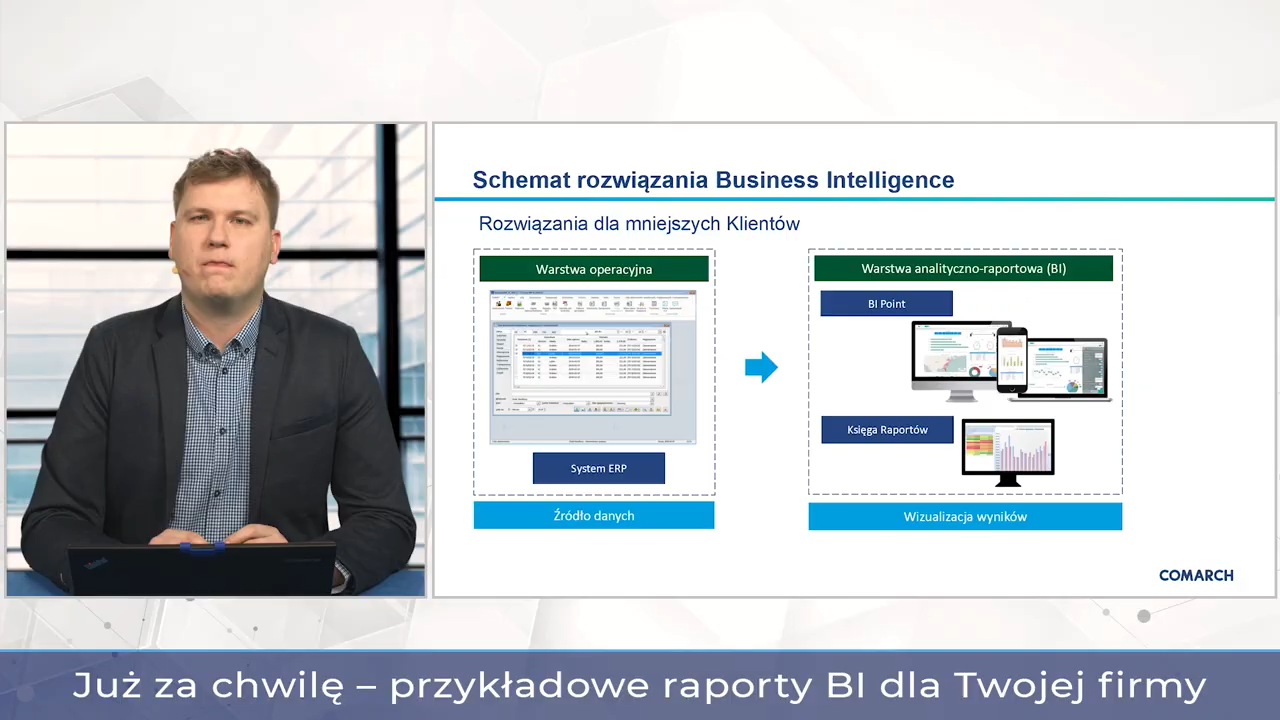 Schemat rozwiązania Business Intelligence
Rozwiązania dla mniejszych Klientów
Warstwa operacyjna
System ERP
Źródło danych
Warstwa analityczno-raportowa (BI)
BI Point
Księga Raportów
Wizualizacja wyników
COMARCH
Już za chwilę – przykładowe raporty BI dla Twojej firmy